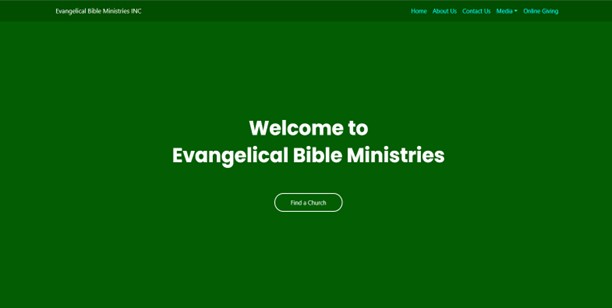 Evangelical Bible Ministries INC
Home About Us Contact Us Media Online Giving
Welcome to
Evangelical Bible Ministries
Find a Church